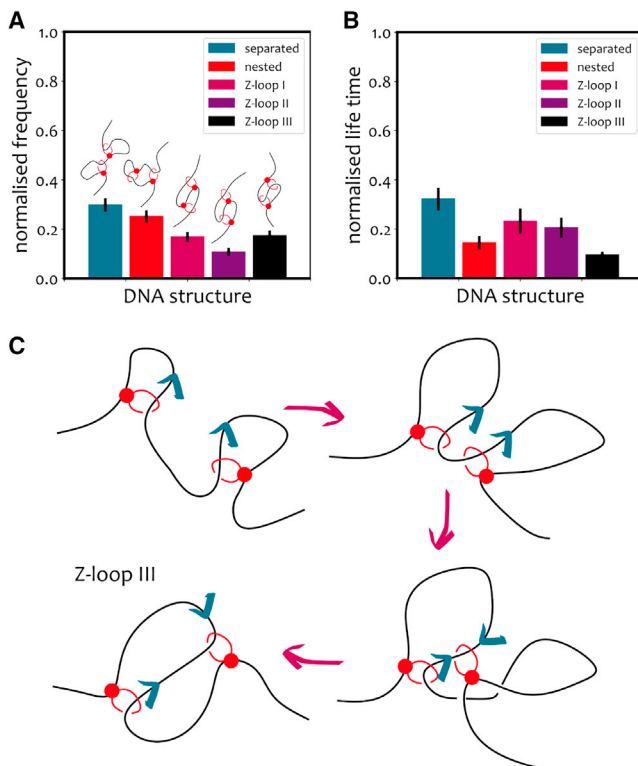 A
normalised frequency
1.0
0.8
0.6
0.4
0.2
0.0
separated
nested
Z-loop I
Z-loop II
Z-loop III
DNA structure
B
normalised life time
1.0
0.8
0.6
0.4
0.2
0.0
separated
nested
Z-loop I
Z-loop II
Z-loop III
DNA structure
C
Z-loop III